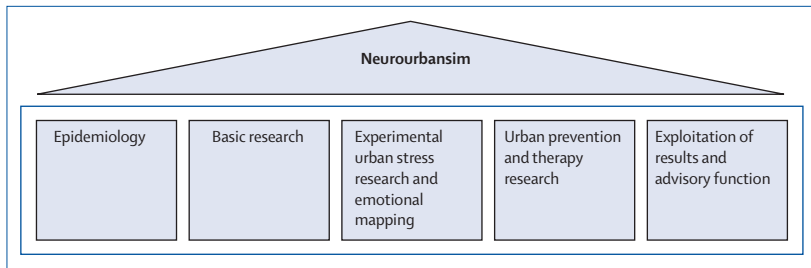 Neurourbansim
Epidemiology
Basic research
Experimental
urban stress
research and
emotional
mapping
Urban prevention
and therapy
research
Exploitation of
results and
advisory function